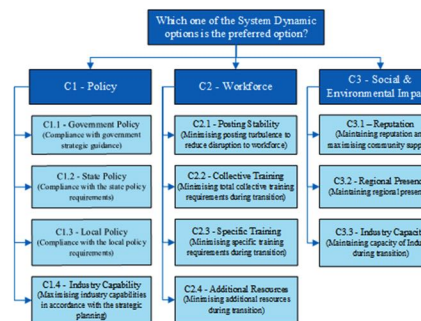 Which one of the System Dynamic
options is the preferred option?
C1 - Policy
C1.1 - Government Policy
(Compliance with government
strategic guidance)
C1.2 - State Policy
(Compliance with the state policy
requirements)
C1.3 - Local Policy
(Compliance with the local policy
requirements)
C1.4 - Industry Capability
(Maximising industry capabilities
in accordance with the strategic
planning)
C2 - Workforce
C2.1 - Posting Stability
(Minimising posting turbulence to
reduce disruption to workforce)
C2.2 - Collective Training
(Minimising total collective training
requirements during transition)
C2.3 - Specific Training
(Minimising specific training
requirements during transition)
C2.4 - Additional Resources
(Minimising additional resources
during transition)
C3 - Social &
Environmental Impa
C3.1 – Reputation
(Maintaining reputation an
maximising community supp
C3.2 - Regional Presenc
(Maintaining regional presen
C3.3 - Industry Capacit
(Maintaining capacity of Indu
during transition)